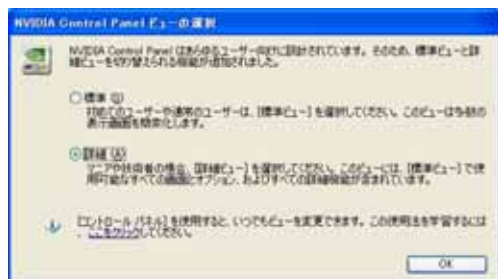 NVIDIA Control Panel ビューの選択
NVIDIA Control Panel はあらゆるユーザー向けに設計されています。そのため、標準ビューと詳
細ビューを切り替えられる機能が追加されました。
標準 (S)
初めてのユーザーや通常のユーザーは、[標準ビュー] を選択してください。このビューは多数の
表示画面を簡素化します。
詳細 (A)
マニアや技術者の場合、[詳細ビュー] を選択してください。このビューには、[標準ビュー] で使
用可能なすべての画面とオプション、およびすべての詳細機能が含まれています。
[コントロール パネル] を使用すると、いつでもビューを変更できます。この使用法を学習するには
、ここをクリックしてください。
OK